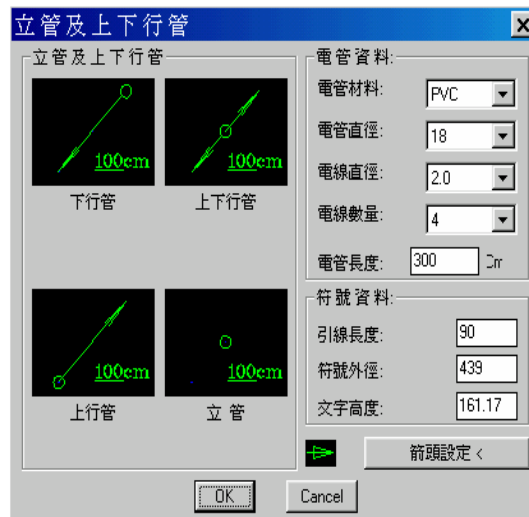 立管及上下行管
立管及上下行管
100cm
下行管
100cm
上下行管
100cm
上行管
100cm
立 管
電管資料:
電管材料: PVC
電管直徑: 18
電線直徑: 2.0
電線數量: 4
電管長度: 300 Cm
符號資料:
引線長度: 90
符號外徑: 439
文字高度: 161.17
箭頭設定 <
OK
Cancel